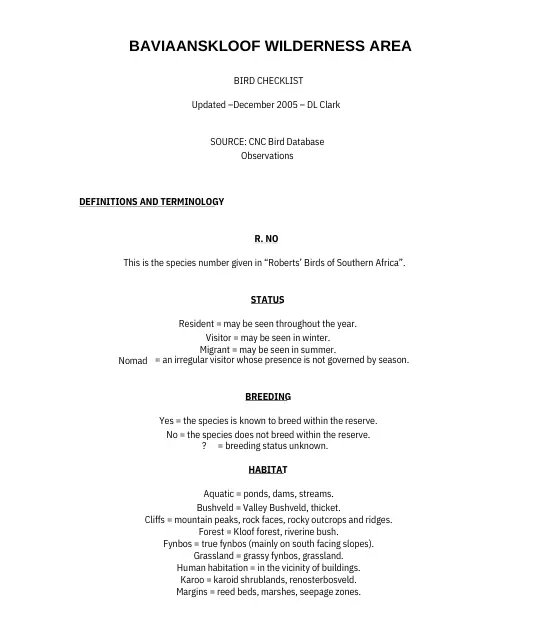 BAVIAANSKLOOF WILDERNESS AREA
BIRD CHECKLIST
Updated –December 2005 – DL Clark
SOURCE: CNC Bird Database
Observations
DEFINITIONS AND TERMINOLOGY
R. NO
This is the species number given in “Roberts’ Birds of Southern Africa”.
STATUS
Resident = may be seen throughout the year.
Visitor = may be seen in winter.
Migrant = may be seen in summer.
Nomad = an irregular visitor whose presence is not governed by season.
BREEDING
Yes = the species is known to breed within the reserve.
No = the species does not breed within the reserve.
? = breeding status unknown.
HABITAT
Aquatic = ponds, dams, streams.
Bushveld = Valley Bushveld, thicket.
Cliffs = mountain peaks, rock faces, rocky outcrops and ridges.
Forest = Kloof forest, riverine bush.
Fynbos = true fynbos (mainly on south facing slopes).
Grassland = grassy fynbos, grassland.
Human habitation = in the vicinity of buildings.
Karoo = karoid shrublands, renosterbosveld.
Margins = reed beds, marshes, seepage zones.